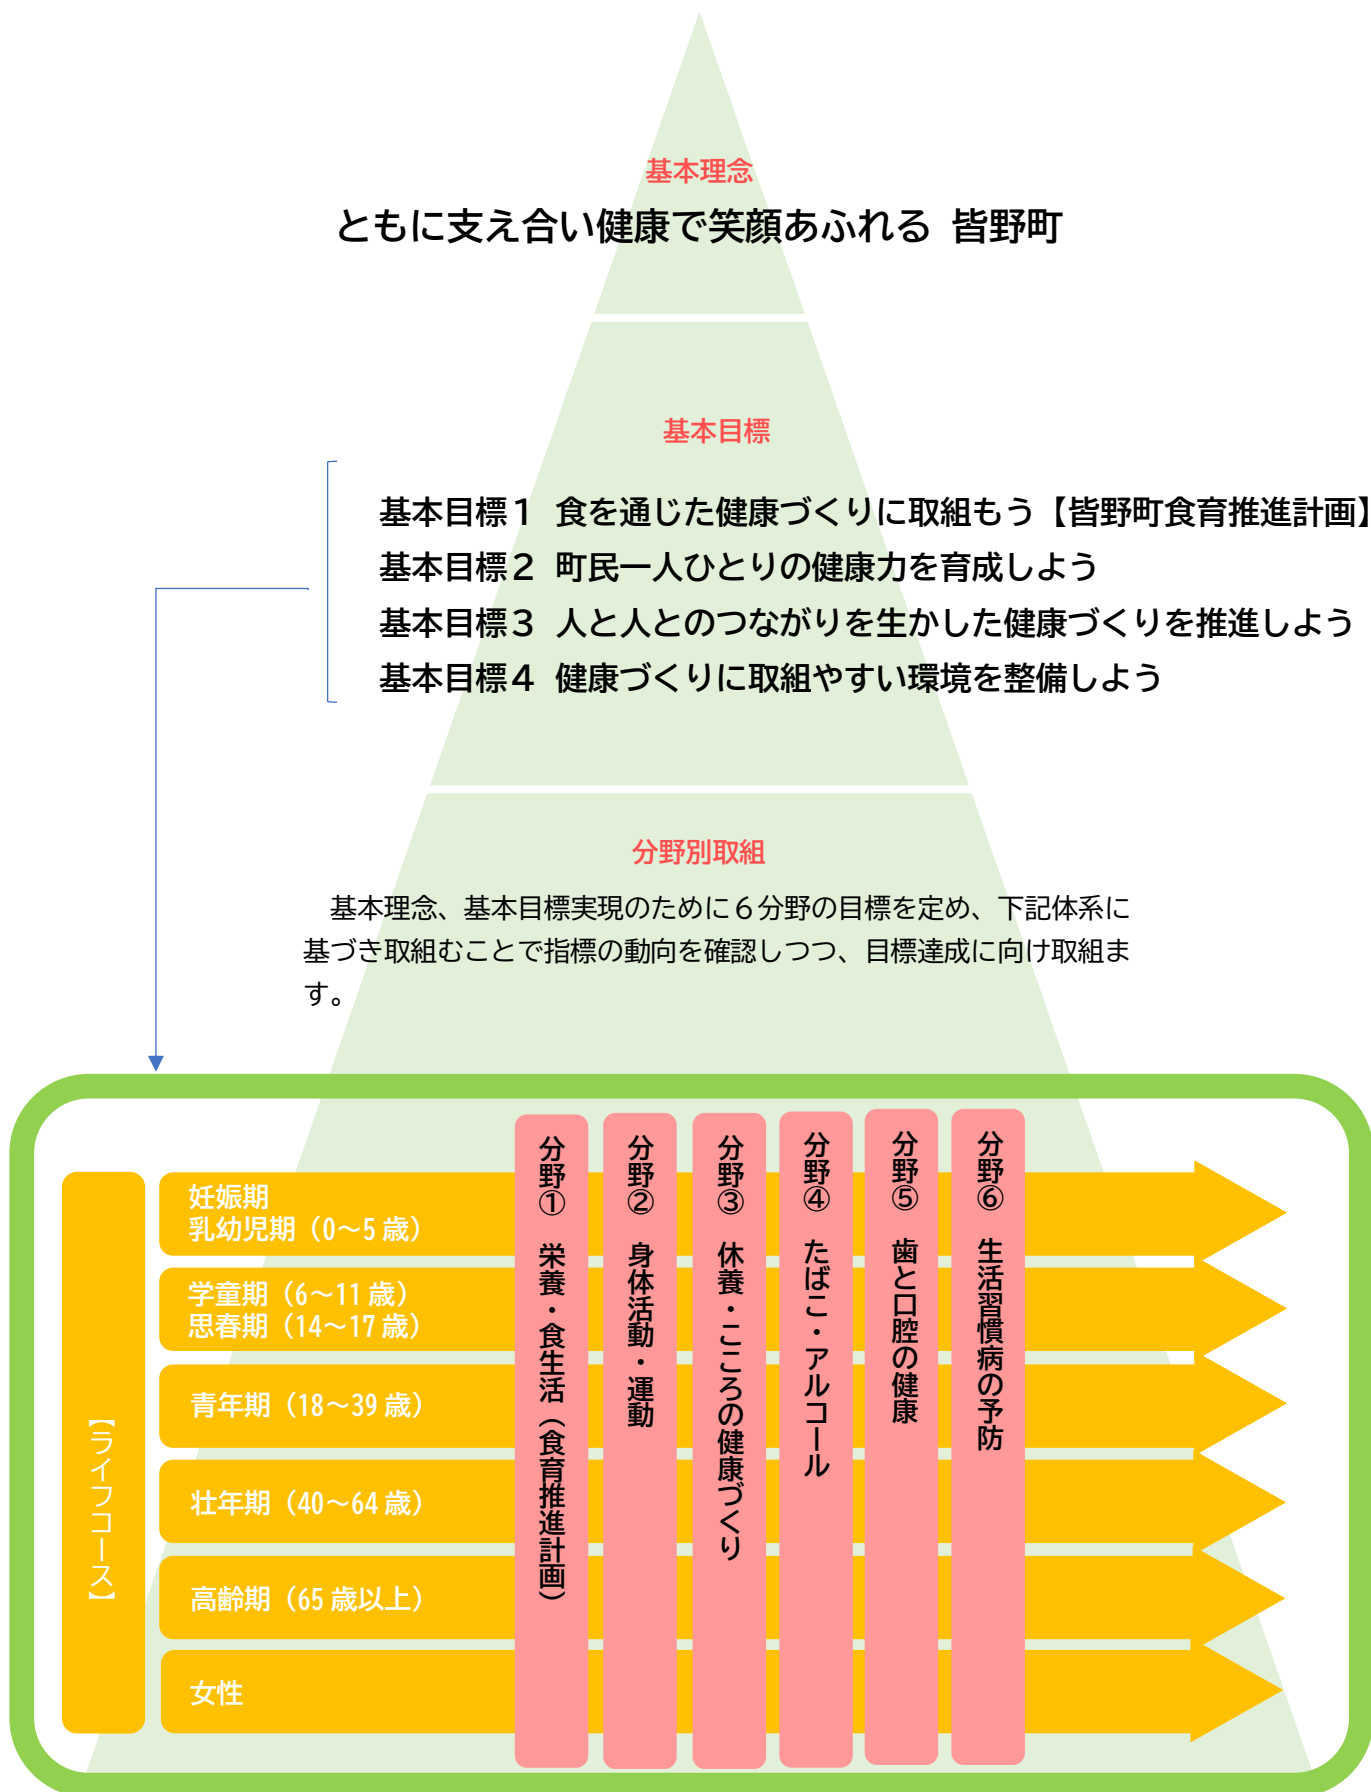 基本理念
ともに支え合い健康で笑顔あふれる 皆野町
基本目標
基本目標１ 食を通じた健康づくりに取組もう【皆野町食育推進計画】
基本目標２ 町民一人ひとりの健康力を育成しよう
基本目標３ 人と人とのつながりを生かした健康づくりを推進しよう
基本目標４ 健康づくりに取組やすい環境を整備しよう
分野別取組
基本理念、基本目標実現のために６分野の目標を定め、下記体系に
基づき取組むことで指標の動向を確認しつつ、目標達成に向け取組ま
す。
【ライフコース】
妊娠期
乳幼児期（0～5 歳）
学童期（6～11 歳）
思春期（14～17 歳）
青年期（18～39 歳）
壮年期（40～64 歳）
高齢期（65 歳以上）
女性
分野① 栄養・食生活（食育推進計画）
分野② 身体活動・運動
分野③ 休養・こころの健康づくり
分野④ たばこ・アルコール
分野⑤ 歯と口腔の健康
分野⑥ 生活習慣病の予防